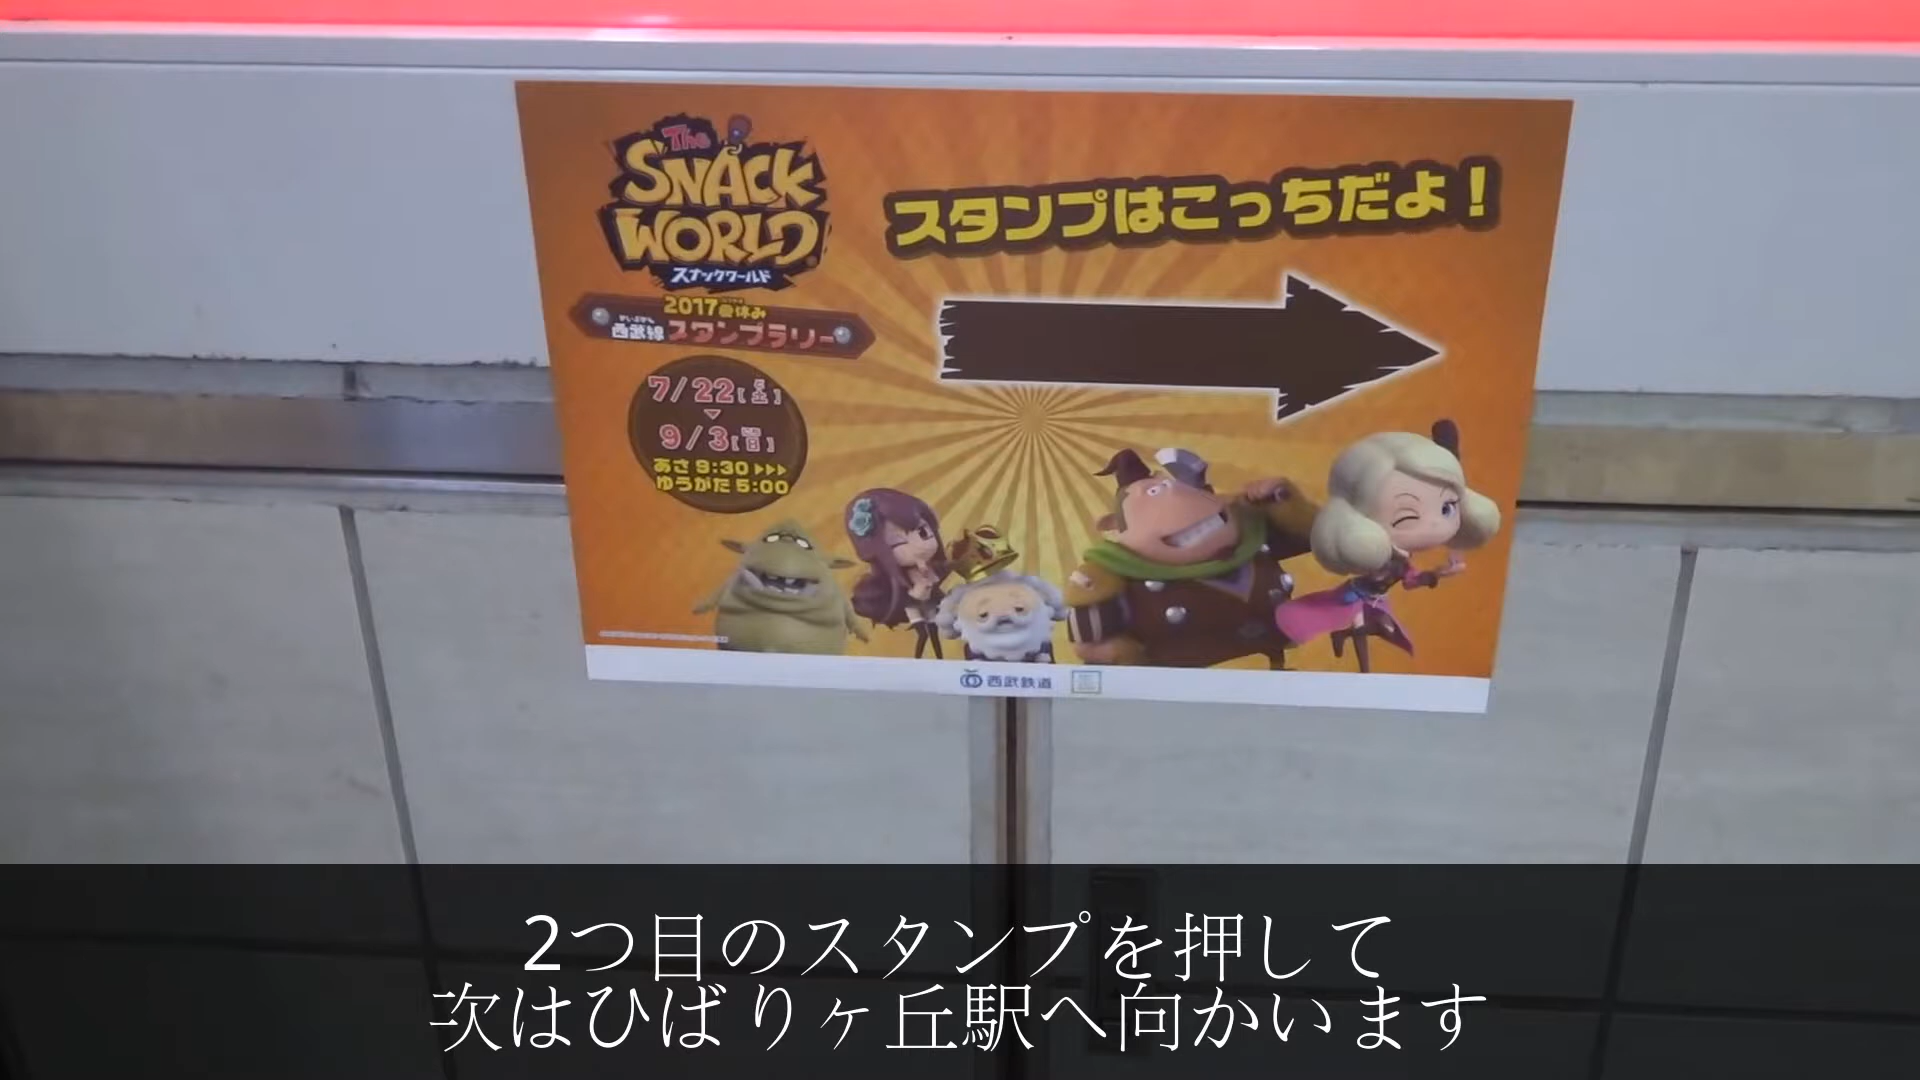 The
SNACK
WORLD
スナックワールド
2017夏休み
西武線 スタンプラリー
7/22[土]
9/3[日]
あさ 9:30
ゆうがた 5:00
スタンプはこっちだよ!
西武鉄道
2つ目のスタンプを押して
次はひばりヶ丘駅へ向かいます